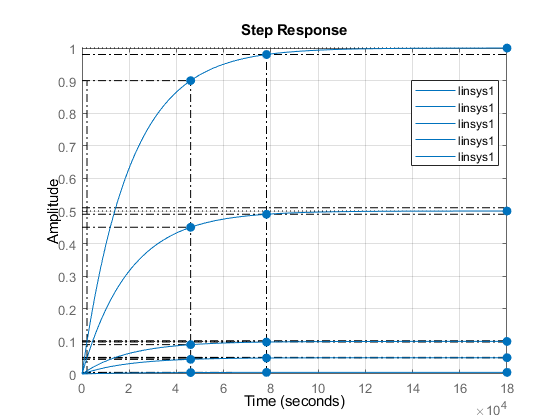 Step Response
1
0.9
0.8
0.7
0.6
0.5
0.4
0.3
0.2
0.1
0
Amplitude
linsys1
linsys1
linsys1
linsys1
linsys1
0 2 4 6 8 10 12 14 16 18
Time (seconds)
×10⁴